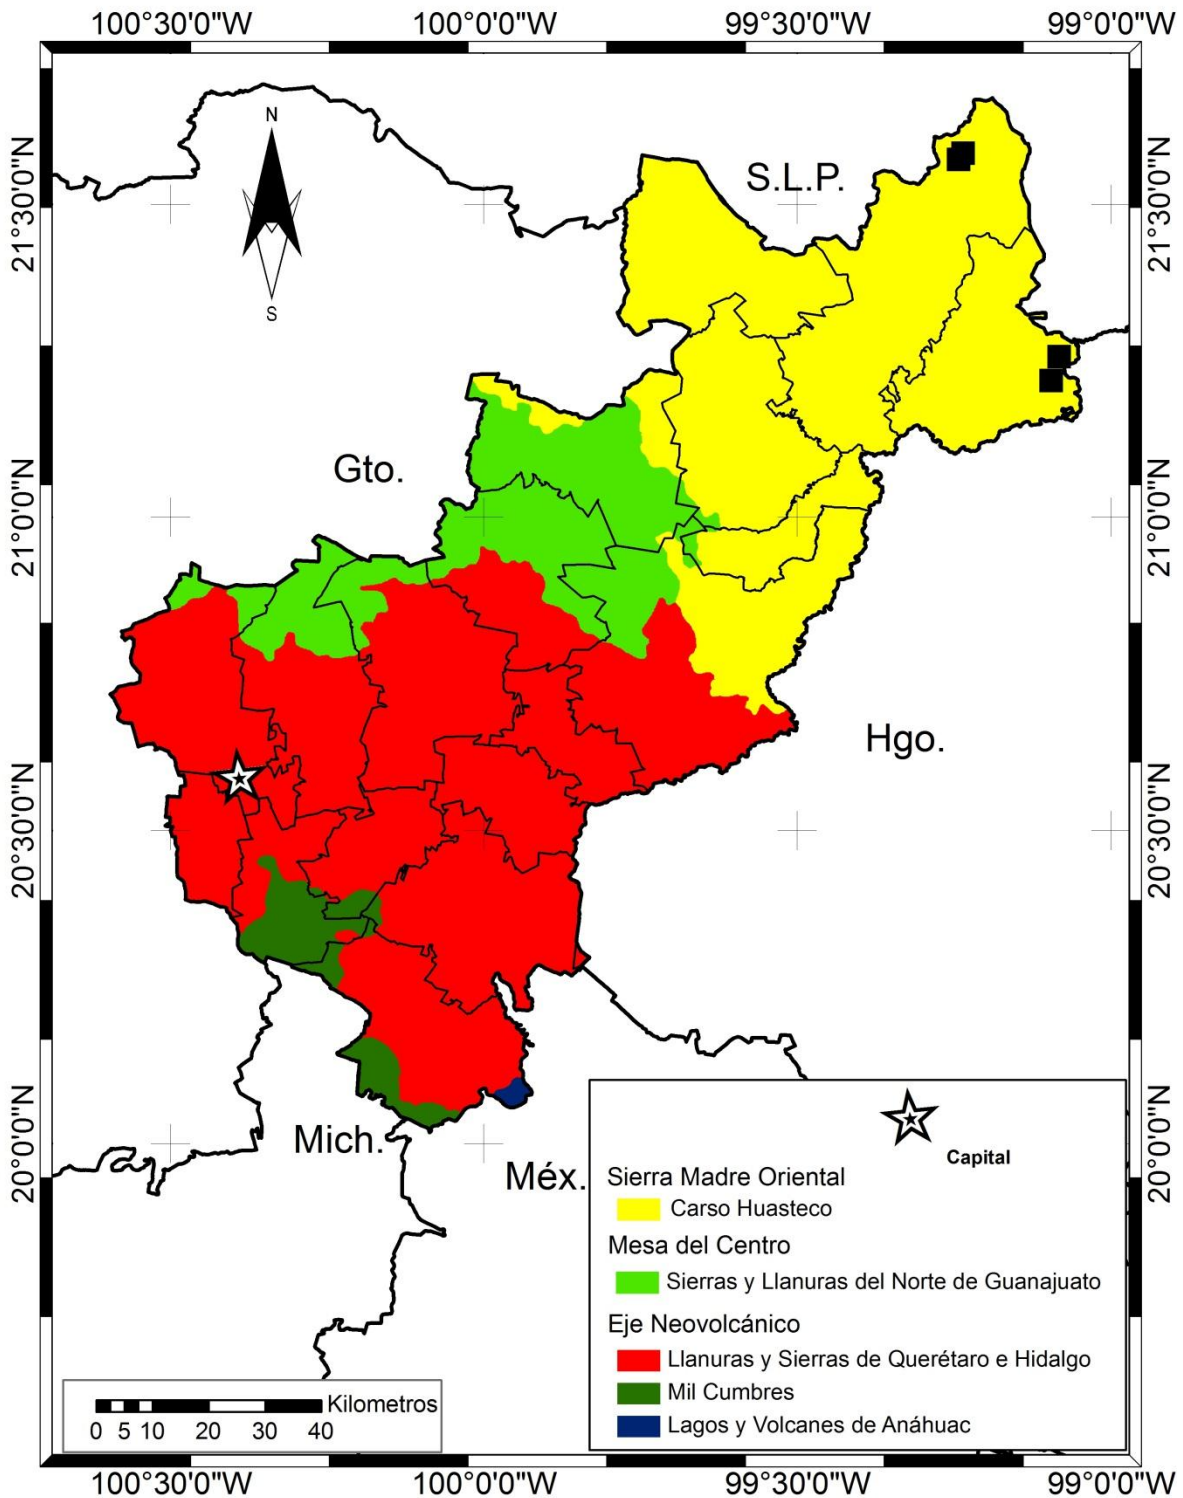 100°30'0"W 100°0'0"W 99°30'0"W 99°0'0"W
N
S
21°30'0"N
21°30'0"N
S.L.P.
Gto.
21°0'0"N
21°0'0"N
Hgo.
20°30'0"N
20°30'0"N
Mich.
Méx.
20°0'0"N
20°0'0"N
Capital
Sierra Madre Oriental
Carso Huasteco
Mesa del Centro
Sierras y Llanuras del Norte de Guanajuato
Eje Neovolcánico
Llanuras y Sierras de Querétaro e Hidalgo
Mil Cumbres
Lagos y Volcanes de Anáhuac
Kilometros
0 5 10 20 30 40
100°30'0"W 100°0'0"W 99°30'0"W 99°0'0"W